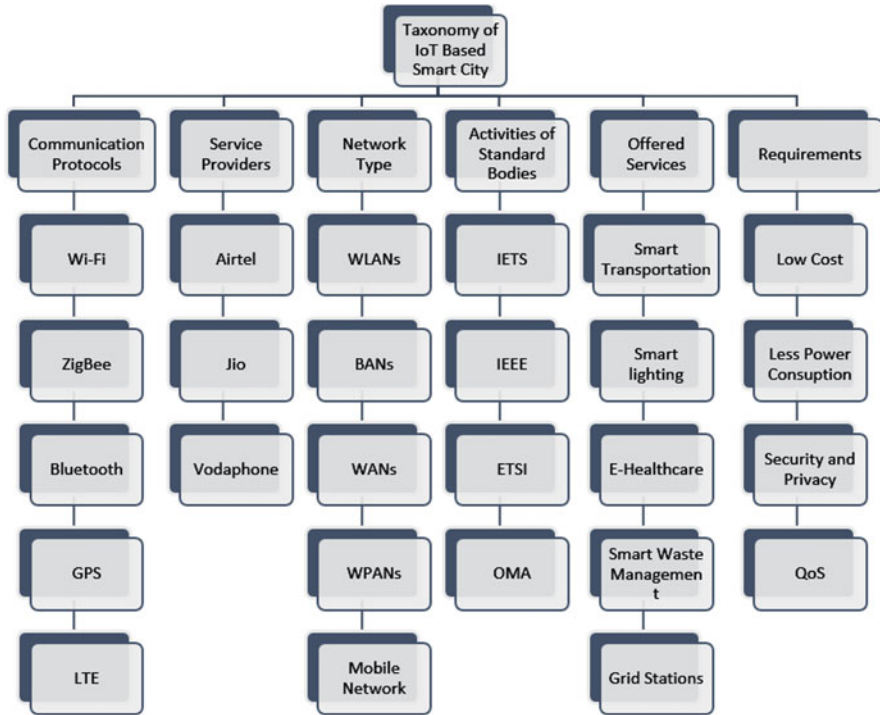 Taxonomy of
IoT Based
Smart City
Communication
Protocols
Service
Providers
Network
Type
Activities of
Standard
Bodies
Offered
Services
Requirements
Wi-Fi
Airtel
WLANs
IETS
Smart
Transportation
Low Cost
ZigBee
Jio
BANs
IEEE
Smart
lighting
Less Power
Consuption
Bluetooth
Vodaphone
WANs
ETSI
E-Healthcare
Security and
Privacy
GPS
WPANs
OMA
Smart Waste
Managemen
t
QoS
LTE
Mobile
Network
Grid Stations